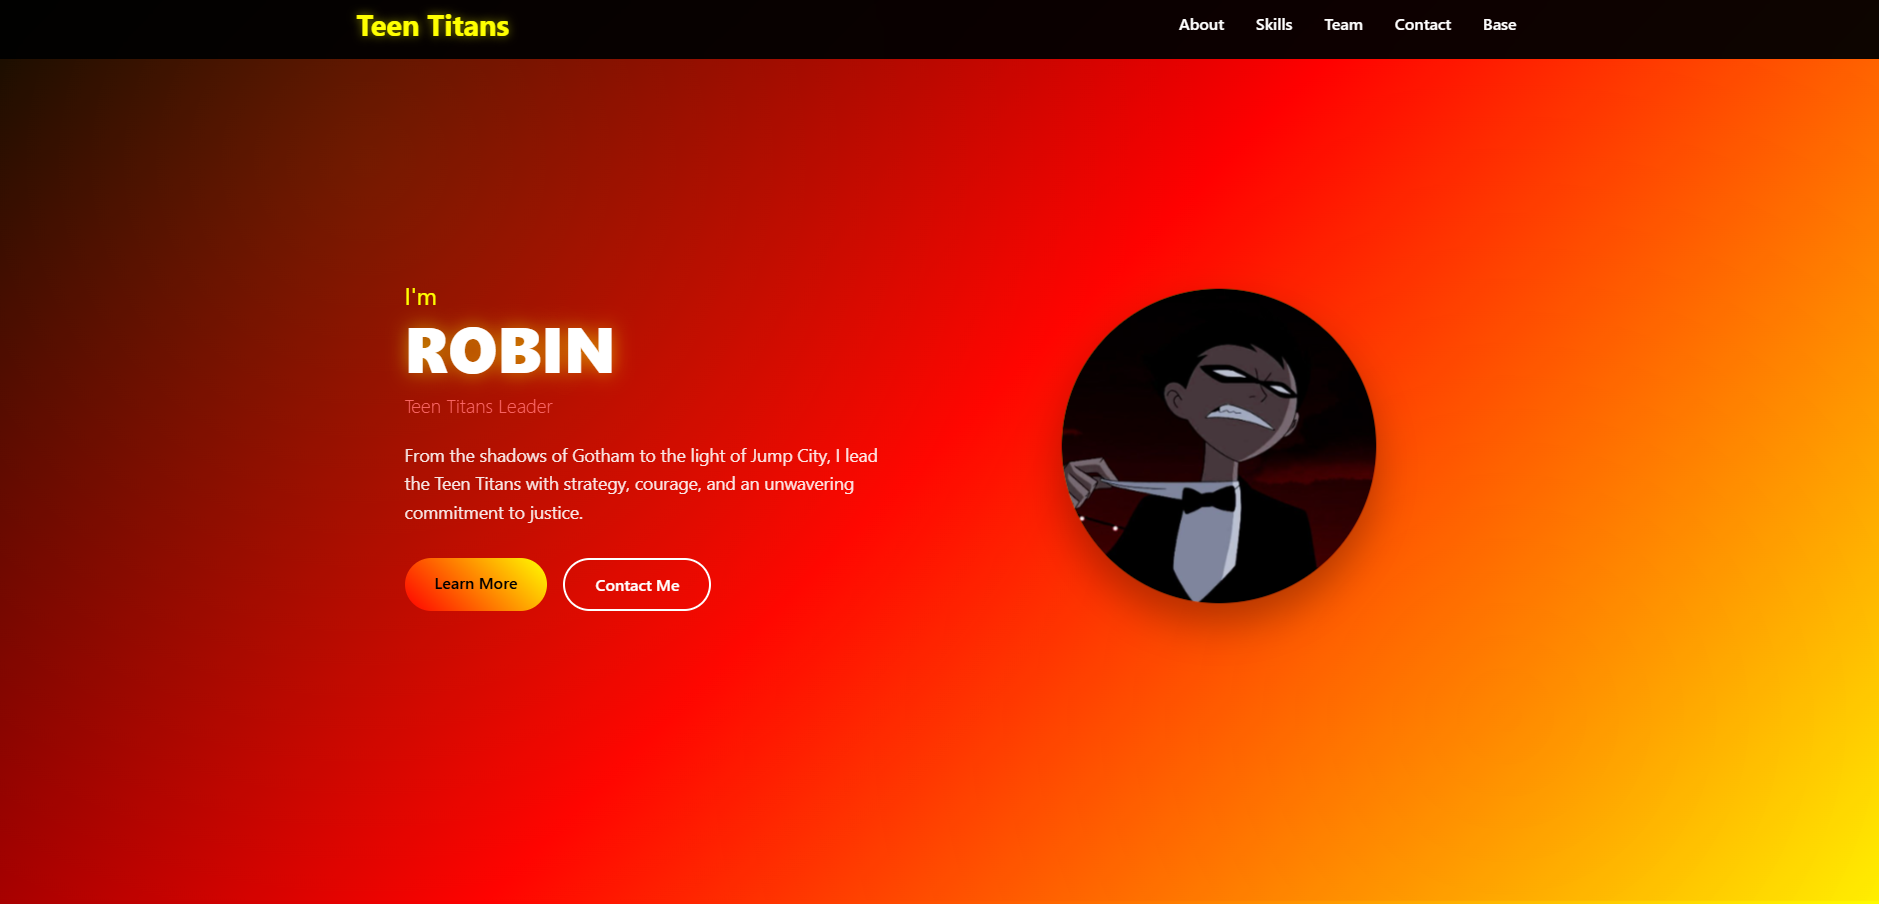 Teen Titans
About Skills Team Contact Base
I'm
ROBIN
Teen Titans Leader
From the shadows of Gotham to the light of Jump City, I lead
the Teen Titans with strategy, courage, and an unwavering
commitment to justice.
Learn More
Contact Me